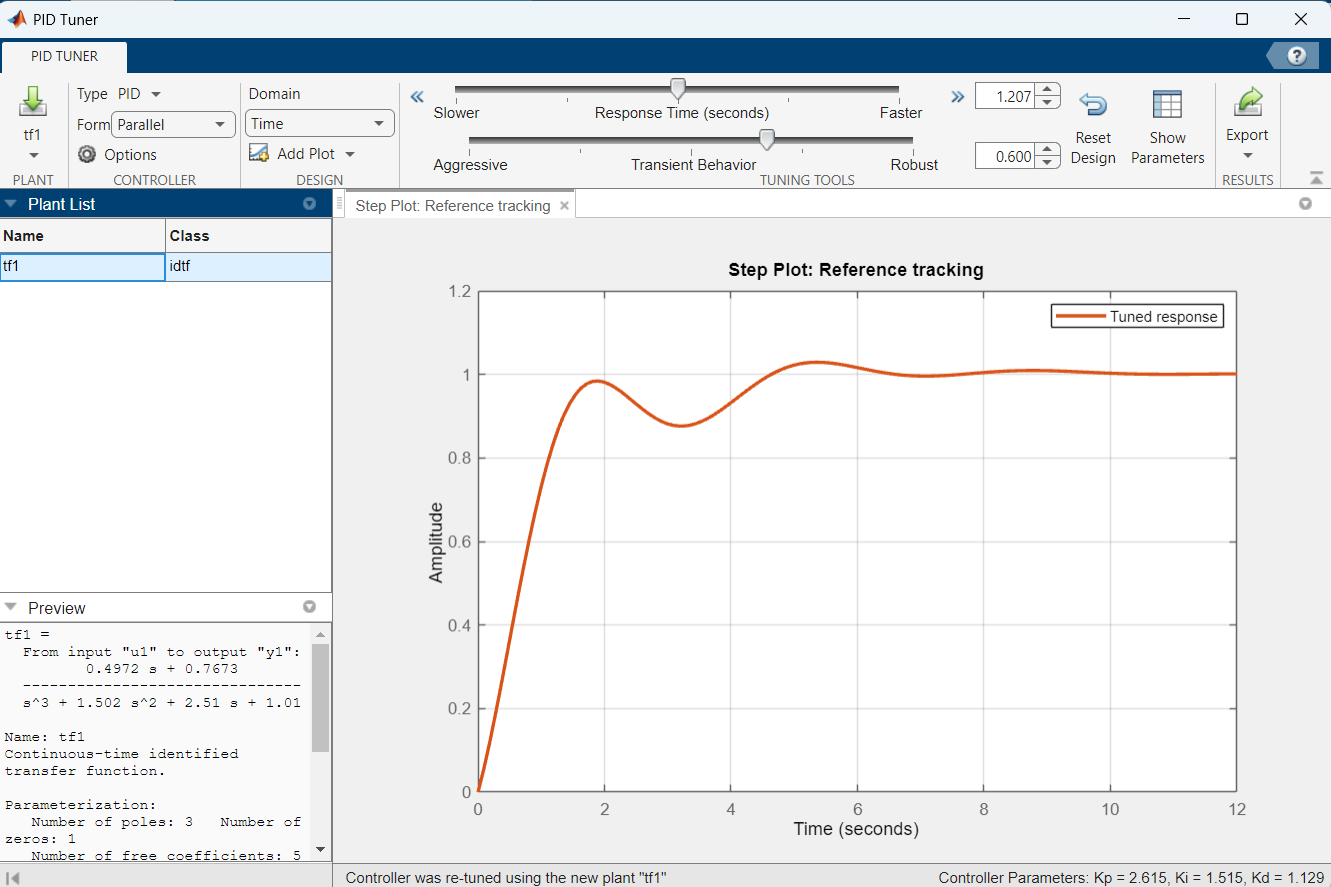 PID Tuner
PID TUNER
?
tf1
PLANT
Type PID
Form Parallel
Options
CONTROLLER
Domain
Time
Add Plot
DESIGN
Slower Response Time (seconds) Faster
1.207
Aggressive Transient Behavior Robust
0.600
TUNING TOOLS
Reset
Design
Show
Parameters
Export
RESULTS
Plant List
Name Class
tf1 idtf
Preview
tf1 =
From input "u1" to output "y1":
0.4972 s + 0.7673
-------------------------------
s^3 + 1.502 s^2 + 2.51 s + 1.01
Name: tf1
Continuous-time identified
transfer function.
Parameterization:
Number of poles: 3 Number of
zeros: 1
Number of free coefficients: 5
Step Plot: Reference tracking
Step Plot: Reference tracking
Tuned response
1.2
1
0.8
0.6
0.4
0.2
0
Amplitude
0 2 4 6 8 10 12
Time (seconds)
Controller was re-tuned using the new plant "tf1"
Controller Parameters: Kp = 2.615, Ki = 1.515, Kd = 1.129